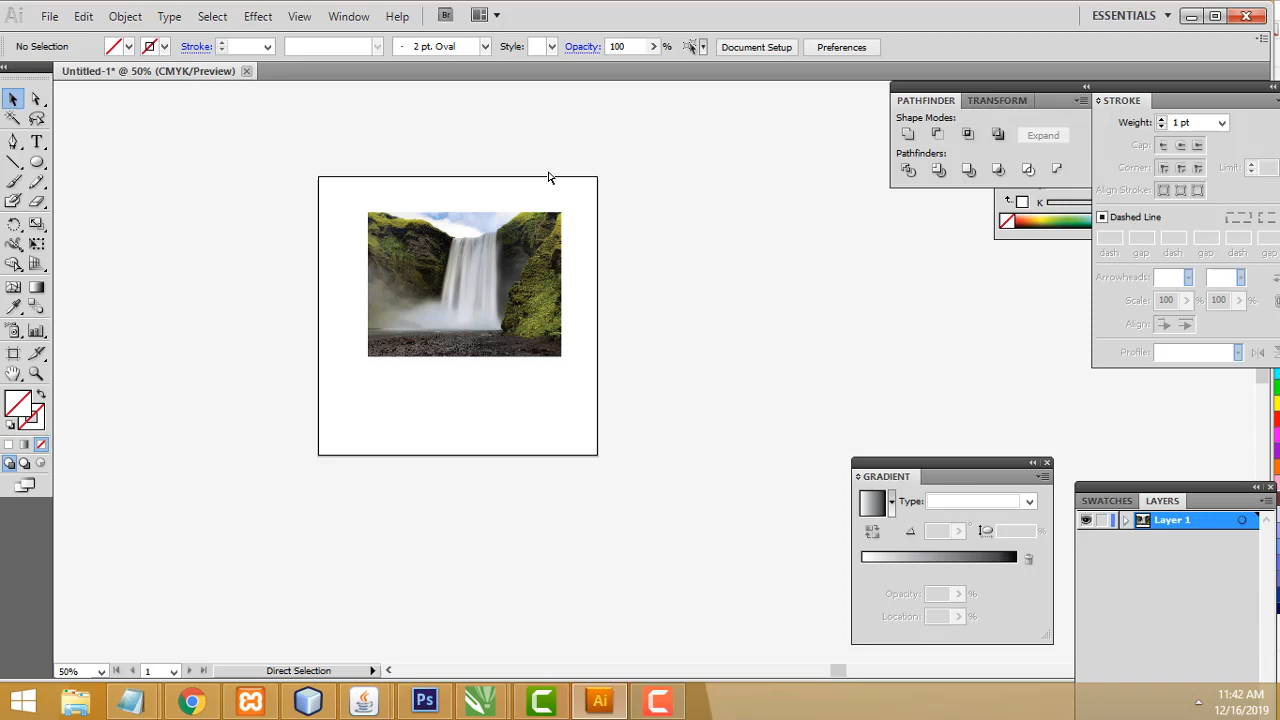 Ai File Edit Object Type Select Effect View Window Help Br ESSENTIALS
No Selection Stroke: 2 pt. Oval Style: Opacity: 100 % Document Setup Preferences
Untitled-1* @ 50% (CMYK/Preview)
PATHFINDER TRANSFORM STROKE
Shape Modes: Weight: 1 pt
Expand Cap:
Pathfinders: Corner: Limit:
Align Stroke:
K
Dashed Line
dash gap dash gap dash gap
Arrowheads:
Scale: 100 % 100 %
Align:
Profile:
GRADIENT
Type:
°
%
Opacity: %
Location: %
SWATCHES LAYERS
Layer 1
50% 1 Direct Selection
Ps Ai
11:42 AM
12/16/2019